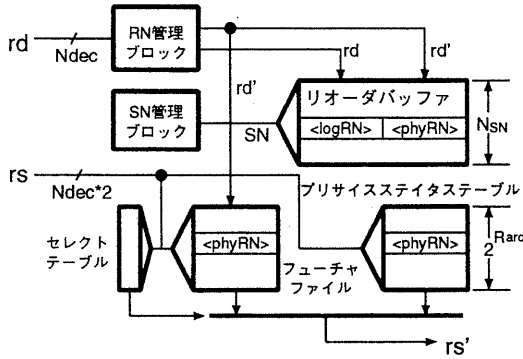 RN管理
ブロック
rd
Ndec
rd
rd'
rd'
リオーダバッファ
<logRN>
<phyRN>
NSN
SN管理
ブロック
SN
rs
Ndec*2
プリサイスステイタステーブル
セレクト
テーブル
<phyRN>
フューチャ
ファイル
<phyRN>
2Rarc
rs'